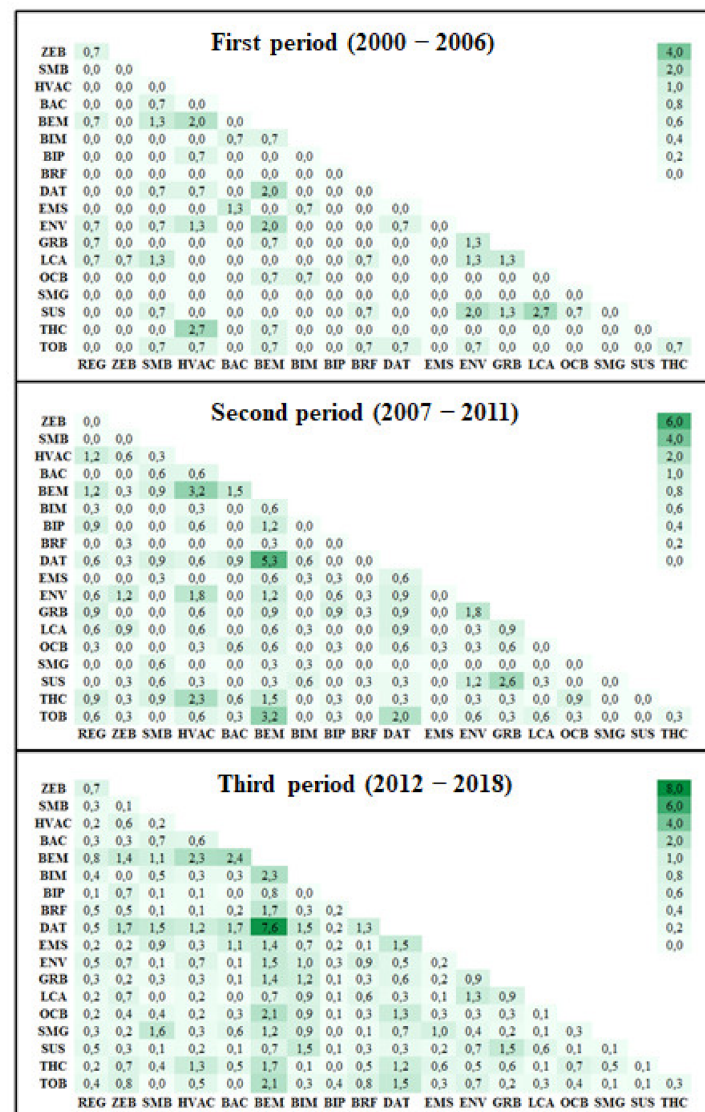 First period (2000 – 2006)
ZEB 0,7 4,0
SMB 0,0 0,0 2,0
HVAC 0,0 0,0 0,0 1,0
BAC 0,0 0,0 0,7 0,0 0,8
BEM 0,7 0,0 1,3 2,0 0,0 0,6
BIM 0,0 0,0 0,0 0,0 0,7 0,7 0,4
BIP 0,0 0,0 0,0 0,7 0,0 0,0 0,0 0,2
BRF 0,0 0,0 0,0 0,0 0,0 0,0 0,0 0,0 0,0
DAT 0,0 0,0 0,7 0,7 0,0 2,0 0,0 0,0 0,0
EMS 0,0 0,0 0,0 0,0 1,3 0,0 0,7 0,0 0,0 0,0
ENV 0,7 0,0 0,7 1,3 0,0 2,0 0,0 0,0 0,0 0,7 0,0
GRB 0,7 0,0 0,0 0,0 0,0 0,7 0,0 0,0 0,0 0,0 0,0 1,3
LCA 0,7 0,7 1,3 0,0 0,0 0,0 0,0 0,0 0,7 0,0 0,0 1,3 1,3
OCB 0,0 0,0 0,0 0,0 0,0 0,7 0,7 0,0 0,0 0,0 0,0 0,0 0,0 0,0
SMG 0,0 0,0 0,0 0,0 0,0 0,0 0,0 0,0 0,0 0,0 0,0 0,0 0,0 0,0 0,0
SUS 0,0 0,0 0,7 0,0 0,0 0,0 0,0 0,0 0,7 0,0 0,0 2,0 1,3 2,7 0,7 0,0
THC 0,0 0,0 0,0 2,7 0,0 0,7 0,0 0,0 0,0 0,0 0,0 0,0 0,0 0,0 0,0 0,0 0,0
TOB 0,0 0,0 0,7 0,7 0,0 0,7 0,0 0,0 0,7 0,7 0,0 0,7 0,0 0,0 0,0 0,0 0,0 0,7
REG ZEB SMB HVAC BAC BEM BIM BIP BRF DAT EMS ENV GRB LCA OCB SMG SUS THC
Second period (2007 – 2011)
ZEB 0,0 6,0
SMB 0,0 0,0 4,0
HVAC 1,2 0,6 0,3 2,0
BAC 0,0 0,0 0,6 0,6 1,0
BEM 1,2 0,3 0,9 3,2 1,5 0,8
BIM 0,3 0,0 0,0 0,3 0,0 0,6 0,6
BIP 0,9 0,0 0,0 0,6 0,0 1,2 0,0 0,4
BRF 0,0 0,3 0,0 0,0 0,0 0,3 0,0 0,0 0,2
DAT 0,6 0,3 0,9 0,6 0,9 5,3 0,6 0,0 0,0 0,0
EMS 0,0 0,0 0,3 0,0 0,0 0,6 0,3 0,3 0,0 0,6
ENV 0,6 1,2 0,0 1,8 0,0 1,2 0,0 0,6 0,3 0,9 0,0
GRB 0,9 0,0 0,0 0,6 0,0 0,9 0,0 0,9 0,3 0,9 0,0 1,8
LCA 0,6 0,9 0,0 0,6 0,0 0,6 0,3 0,0 0,0 0,9 0,0 0,3 0,9
OCB 0,3 0,0 0,0 0,3 0,6 0,6 0,0 0,3 0,0 0,6 0,3 0,3 0,6 0,0
SMG 0,0 0,0 0,6 0,0 0,0 0,3 0,3 0,0 0,0 0,0 0,0 0,0 0,0 0,0 0,0
SUS 0,0 0,3 0,6 0,3 0,0 0,3 0,6 0,0 0,3 0,3 0,0 1,2 2,6 0,3 0,0 0,0
THC 0,9 0,3 0,9 2,3 0,6 1,5 0,0 0,3 0,0 0,3 0,0 0,3 0,3 0,0 0,9 0,0 0,0
TOB 0,6 0,3 0,0 0,6 0,3 3,2 0,0 0,3 0,0 2,0 0,0 0,6 0,3 0,6 0,3 0,0 0,0 0,3
REG ZEB SMB HVAC BAC BEM BIM BIP BRF DAT EMS ENV GRB LCA OCB SMG SUS THC
Third period (2012 – 2018)
ZEB 0,7 8,0
SMB 0,3 0,1 6,0
HVAC 0,2 0,6 0,2 4,0
BAC 0,3 0,3 0,7 0,6 2,0
BEM 0,8 1,4 1,1 2,3 2,4 1,0
BIM 0,4 0,0 0,5 0,3 0,3 2,3 0,8
BIP 0,1 0,7 0,1 0,1 0,0 0,8 0,0 0,6
BRF 0,5 0,5 0,1 0,1 0,2 1,7 0,3 0,2 0,4
DAT 0,5 1,7 1,5 1,2 1,7 7,6 1,5 0,2 1,3 0,2
EMS 0,2 0,2 0,9 0,3 1,1 1,4 0,7 0,2 0,1 1,5 0,0
ENV 0,5 0,7 0,1 0,7 0,1 1,5 1,0 0,3 0,9 0,5 0,2
GRB 0,3 0,2 0,3 0,3 0,1 1,4 1,2 0,1 0,3 0,6 0,2 0,9
LCA 0,2 0,7 0,0 0,2 0,0 0,7 0,9 0,1 0,6 0,3 0,1 1,3 0,9
OCB 0,2 0,4 0,4 0,2 0,3 2,1 0,9 0,1 0,3 1,3 0,3 0,3 0,3 0,1
SMG 0,3 0,2 1,6 0,3 0,6 1,2 0,9 0,0 0,1 0,7 1,0 0,4 0,2 0,1 0,3
SUS 0,5 0,3 0,1 0,2 0,1 0,7 1,5 0,1 0,3 0,3 0,2 0,7 1,5 0,6 0,1 0,1
THC 0,2 0,7 0,4 1,3 0,5 1,7 0,1 0,0 0,5 1,2 0,6 0,5 0,6 0,1 0,7 0,5 0,1
TOB 0,4 0,8 0,0 0,5 0,0 2,1 0,3 0,4 0,8 1,5 0,3 0,7 0,2 0,3 0,4 0,1 0,1 0,3
REG ZEB SMB HVAC BAC BEM BIM BIP BRF DAT EMS ENV GRB LCA OCB SMG SUS THC